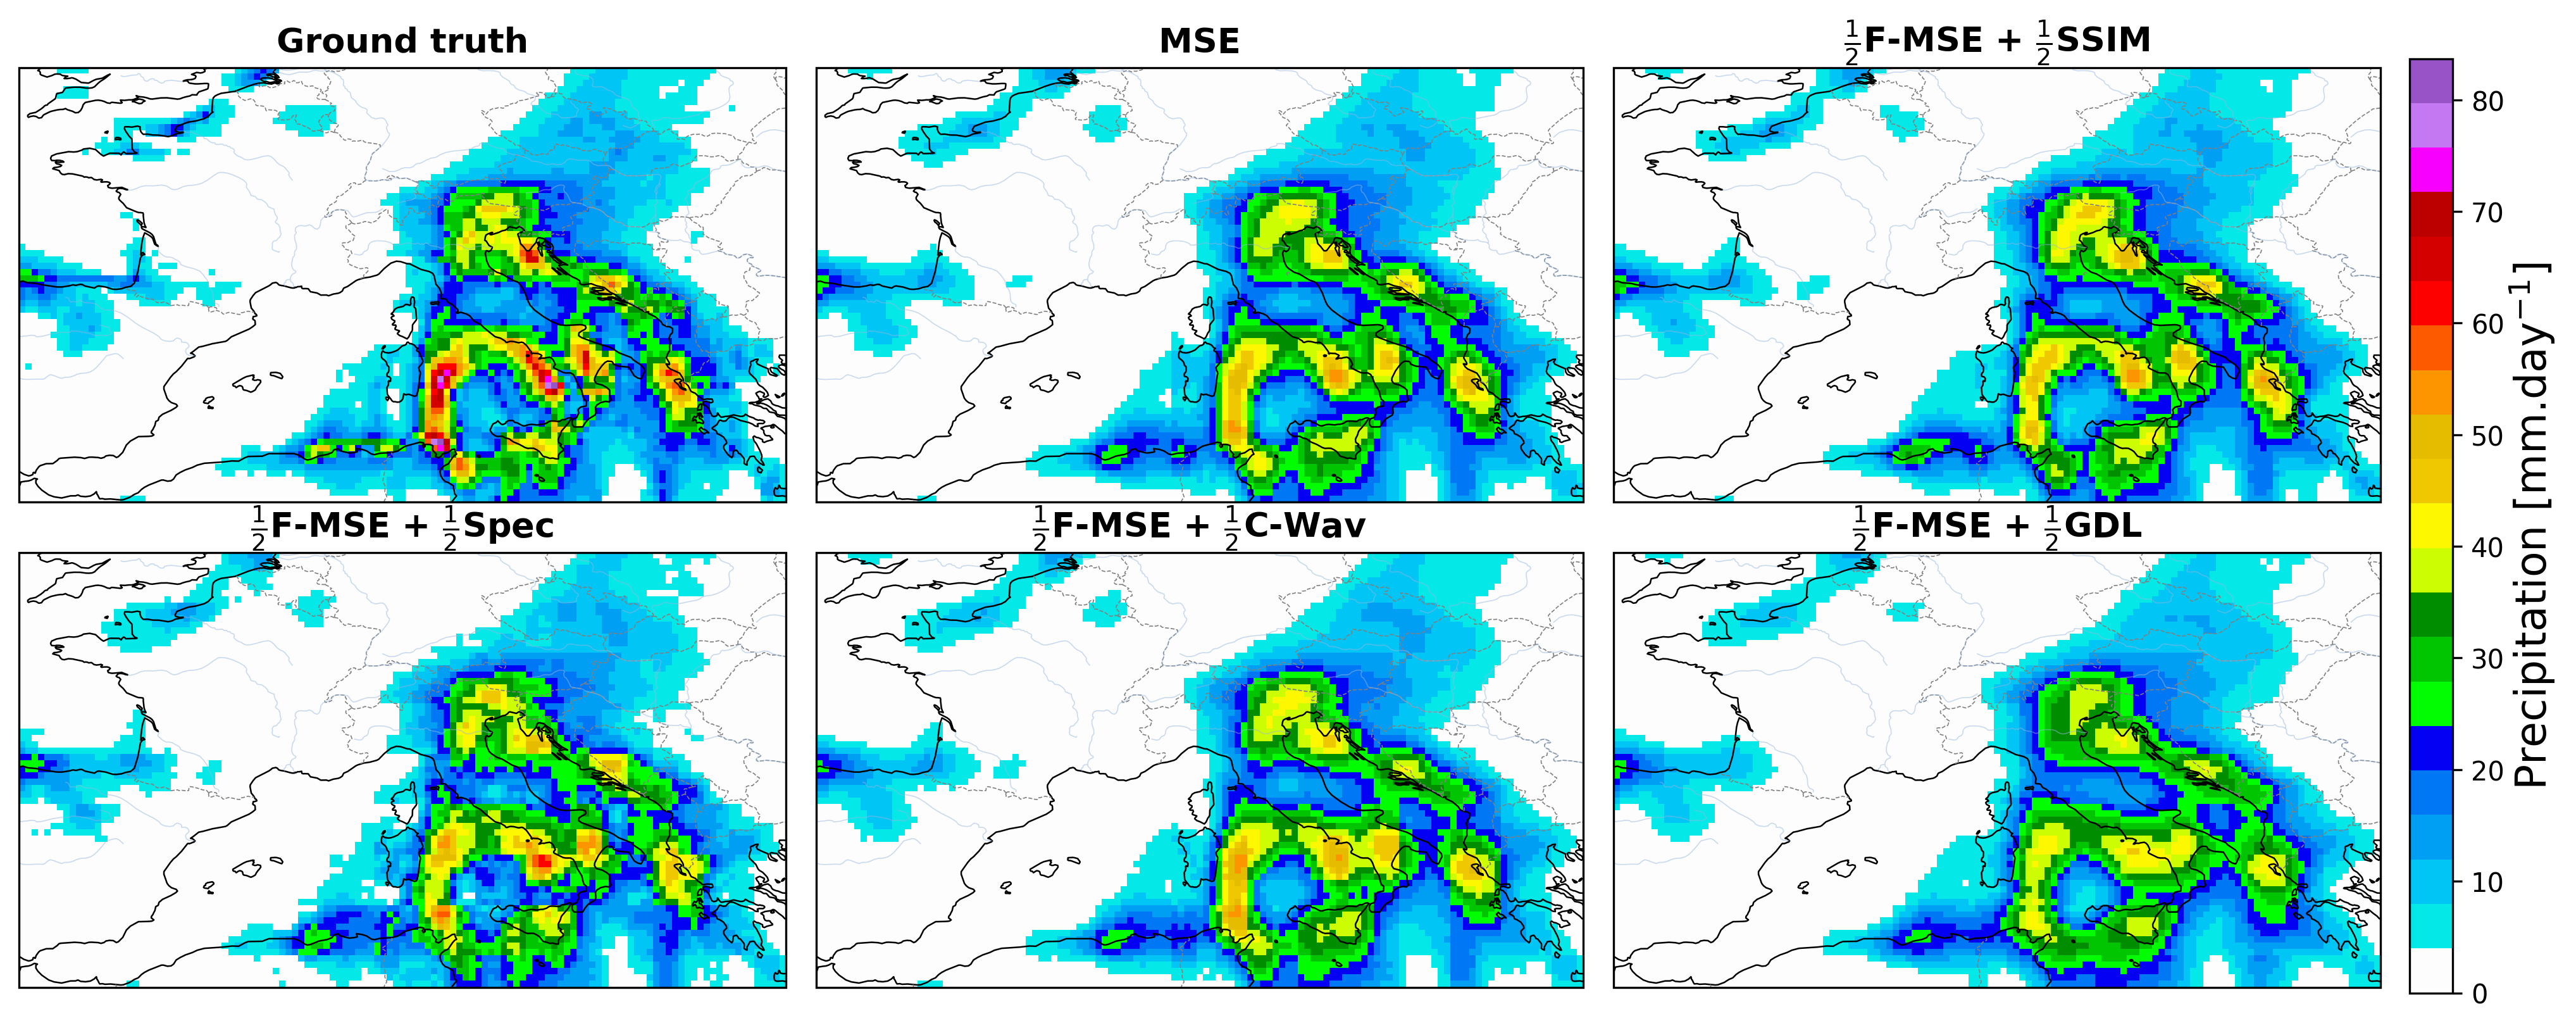 Ground truth
MSE
½F-MSE + ½SSIM
½F-MSE + ½Spec
½F-MSE + ½C-Wav
½F-MSE + ½GDL
80
70
60
50
40
30
20
10
0
Precipitation [mm.day⁻¹]